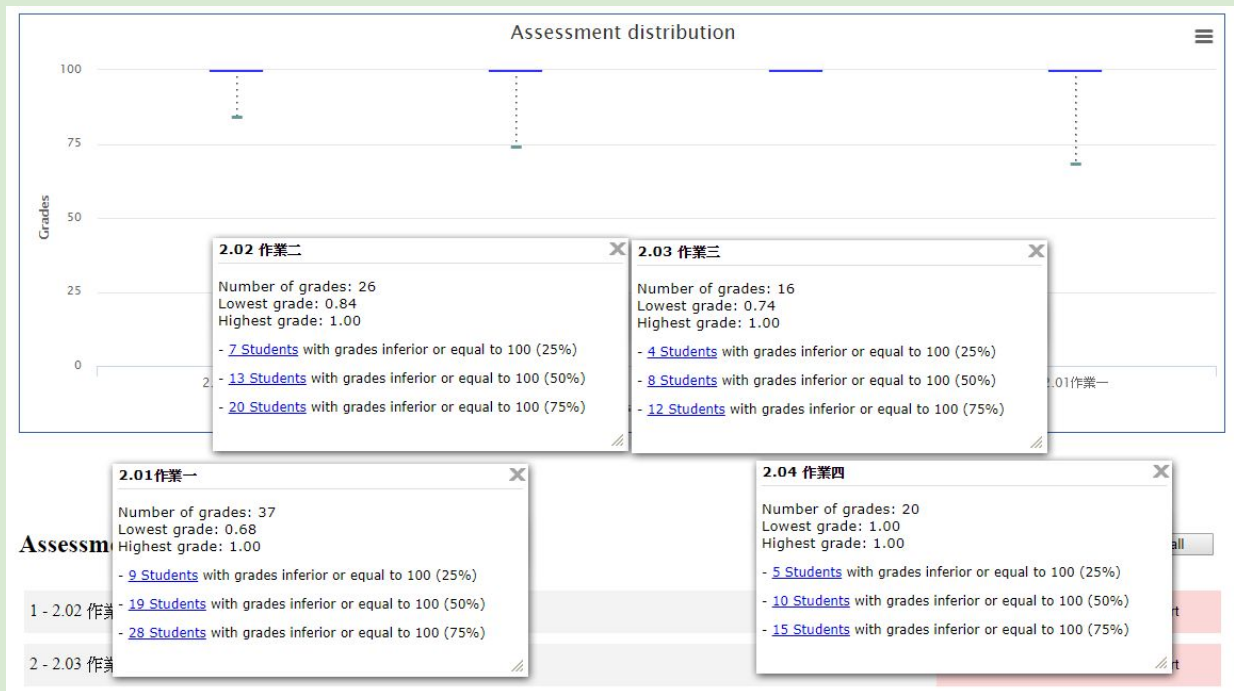 Assessment distribution
100
75
50
25
0
Grades
2.
2.01作業一
2.02 作業二
Number of grades: 26
Lowest grade: 0.84
Highest grade: 1.00
- 7 Students with grades inferior or equal to 100 (25%)
- 13 Students with grades inferior or equal to 100 (50%)
- 20 Students with grades inferior or equal to 100 (75%)
2.03 作業三
Number of grades: 16
Lowest grade: 0.74
Highest grade: 1.00
- 4 Students with grades inferior or equal to 100 (25%)
- 8 Students with grades inferior or equal to 100 (50%)
- 12 Students with grades inferior or equal to 100 (75%)
2.01作業一
Number of grades: 37
Lowest grade: 0.68
Highest grade: 1.00
- 9 Students with grades inferior or equal to 100 (25%)
- 19 Students with grades inferior or equal to 100 (50%)
- 28 Students with grades inferior or equal to 100 (75%)
2.04 作業四
Number of grades: 20
Lowest grade: 1.00
Highest grade: 1.00
- 5 Students with grades inferior or equal to 100 (25%)
- 10 Students with grades inferior or equal to 100 (50%)
- 15 Students with grades inferior or equal to 100 (75%)
Assessm
all
1 - 2.02 作業
rt
2 - 2.03 作業
rt